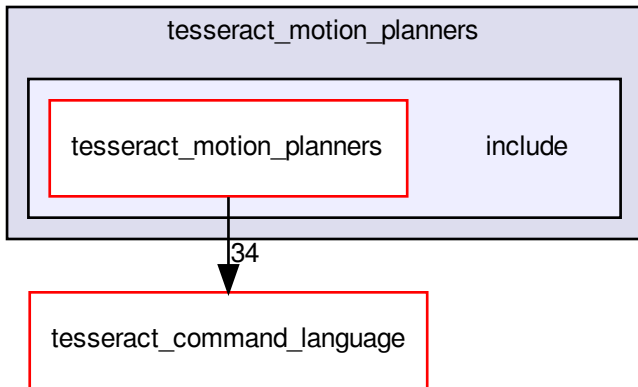 tesseract_motion_planners
tesseract_motion_planners
include
34
tesseract_command_language